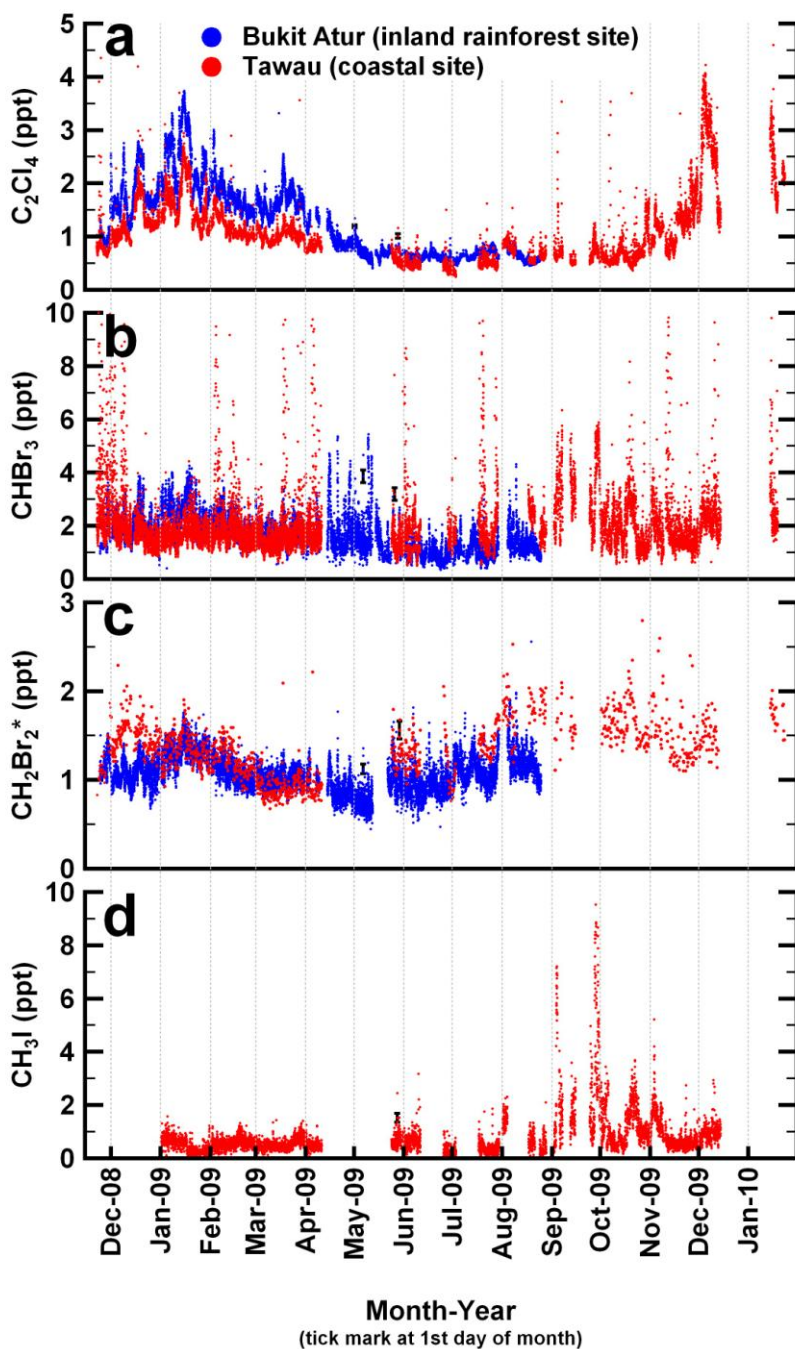 a
Bukit Atur (inland rainforest site)
Tawau (coastal site)
C₂Cl₄ (ppt)
5
4
3
2
1
0
b
CHBr₃ (ppt)
10
8
6
4
2
0
c
CH₂Br₂* (ppt)
3
2
1
0
d
CH₃I (ppt)
10
8
6
4
2
0
Dec-08
Jan-09
Feb-09
Mar-09
Apr-09
May-09
Jun-09
Jul-09
Aug-09
Sep-09
Oct-09
Nov-09
Dec-09
Jan-10
Month-Year
(tick mark at 1st day of month)